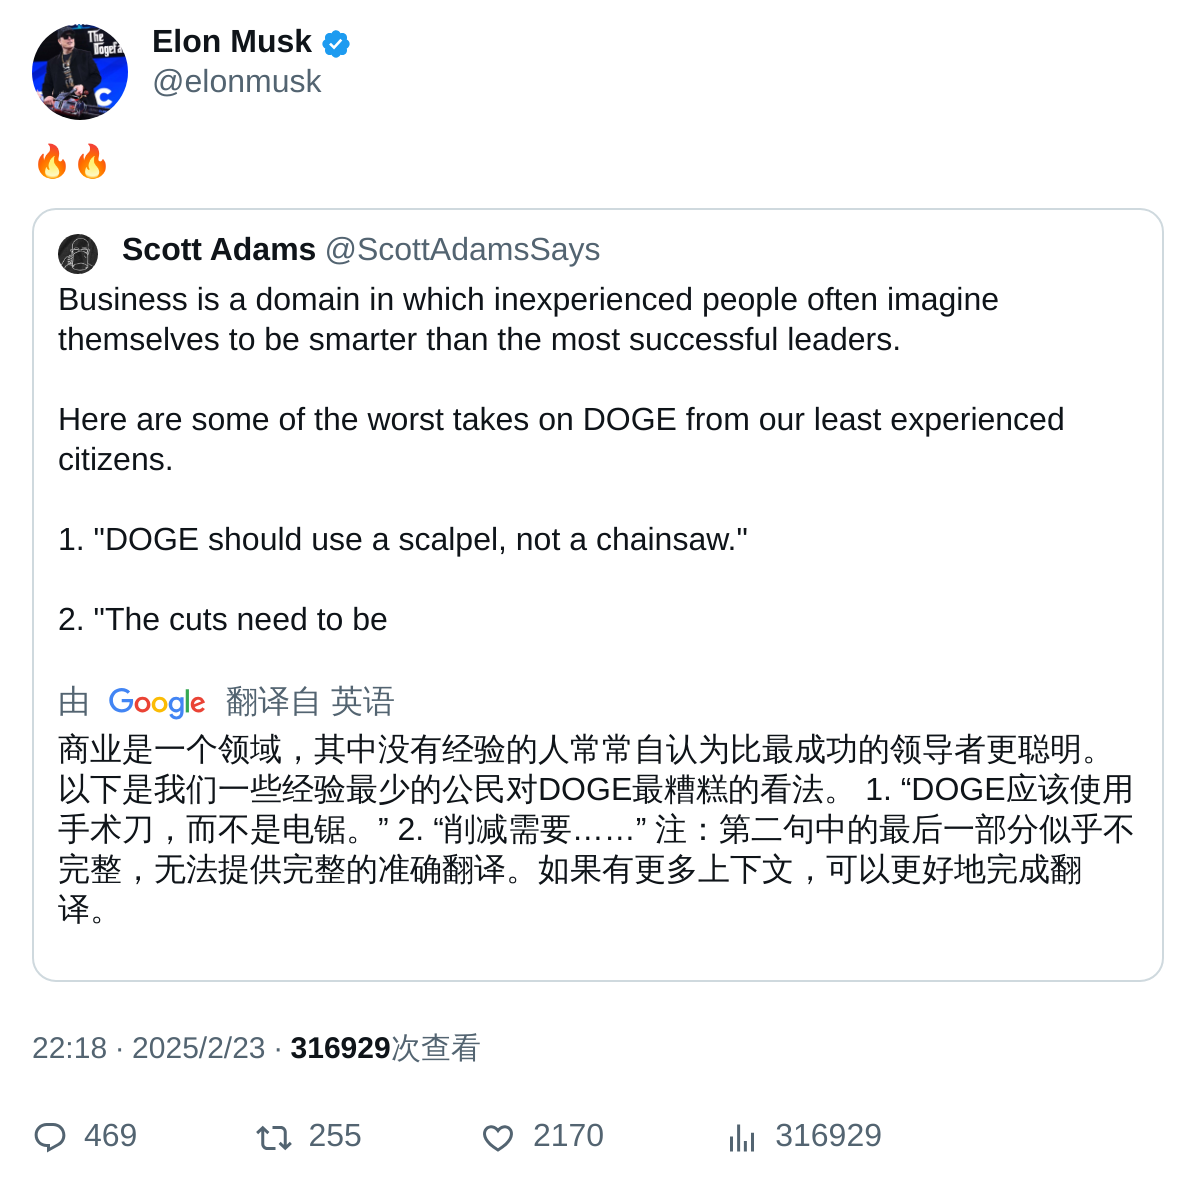 The
Dogefa
Elon Musk
@elonmusk
🔥🔥
Scott Adams @ScottAdamsSays
Business is a domain in which inexperienced people often imagine
themselves to be smarter than the most successful leaders.
Here are some of the worst takes on DOGE from our least experienced
citizens.
1. "DOGE should use a scalpel, not a chainsaw."
2. "The cuts need to be
由 Google 翻译自 英语
商业是一个领域，其中没有经验的人常常自认为比最成功的领导者更聪明。
以下是我们一些经验最少的公民对DOGE最糟糕的看法。 1. “DOGE应该使用
手术刀，而不是电锯。” 2. “削减需要……” 注：第二句中的最后一部分似乎不
完整，无法提供完整的准确翻译。如果有更多上下文，可以更好地完成翻
译。
22:18 · 2025/2/23 · 316929次查看
469 255 2170 316929